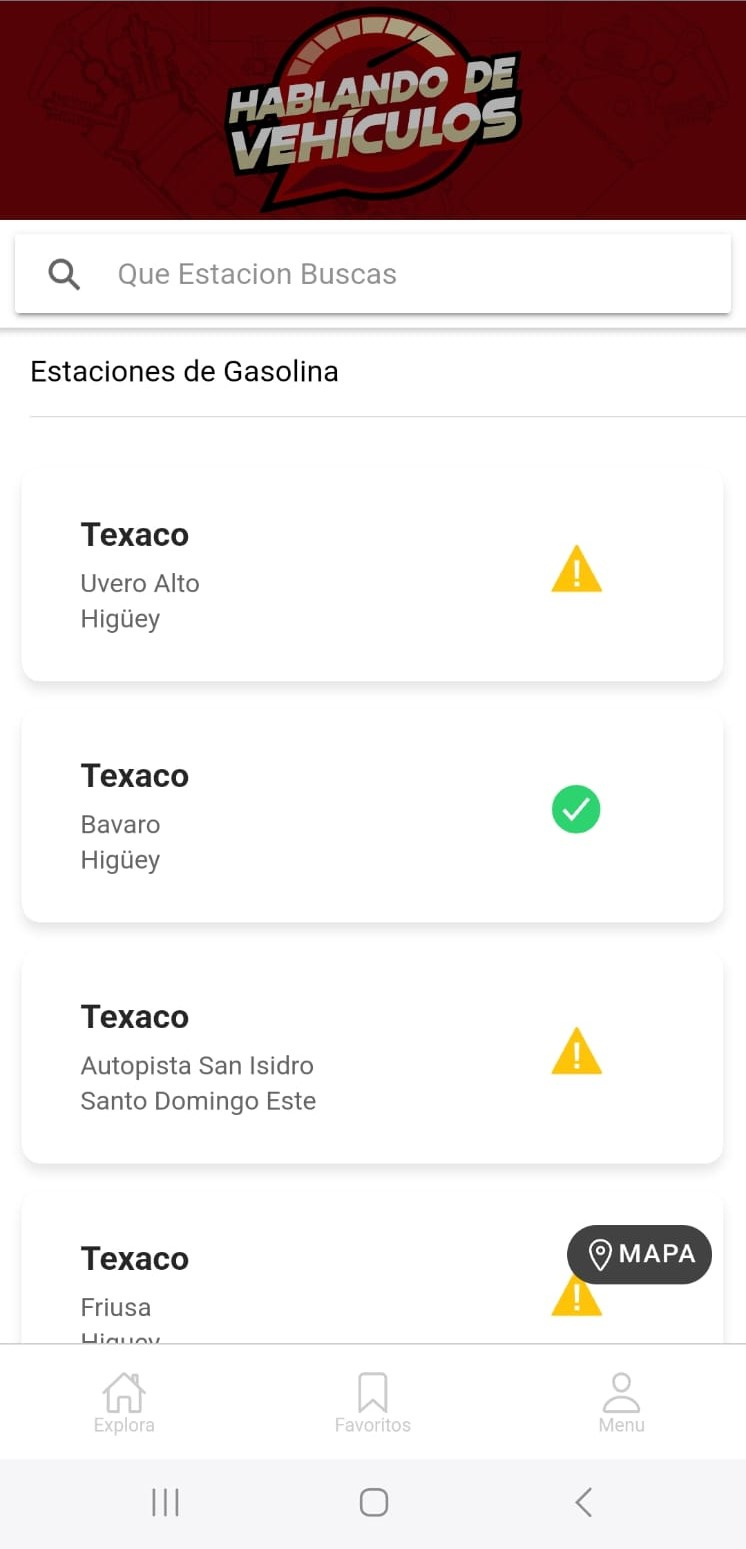 HABLANDO DE
VEHÍCULOS
Que Estacion Buscas
Estaciones de Gasolina
Texaco
Uvero Alto
Higüey
Texaco
Bavaro
Higüey
Texaco
Autopista San Isidro
Santo Domingo Este
Texaco
MAPA
Friusa
Higuey
Explora
Favoritos
Menu